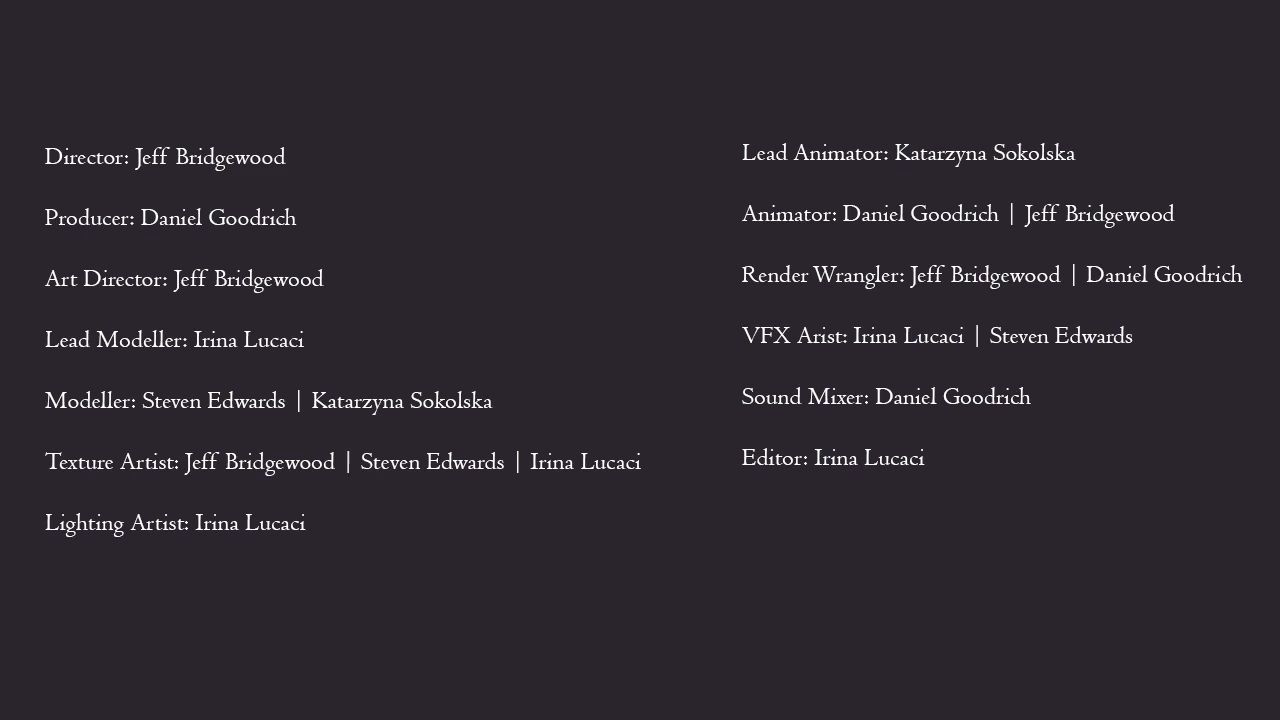 Director: Jeff Bridgewood
Producer: Daniel Goodrich
Art Director: Jeff Bridgewood
Lead Modeller: Irina Lucaci
Modeller: Steven Edwards | Katarzyna Sokolska
Texture Artist: Jeff Bridgewood | Steven Edwards | Irina Lucaci
Lighting Artist: Irina Lucaci
Lead Animator: Katarzyna Sokolska
Animator: Daniel Goodrich | Jeff Bridgewood
Render Wrangler: Jeff Bridgewood | Daniel Goodrich
VFX Arist: Irina Lucaci | Steven Edwards
Sound Mixer: Daniel Goodrich
Editor: Irina Lucaci